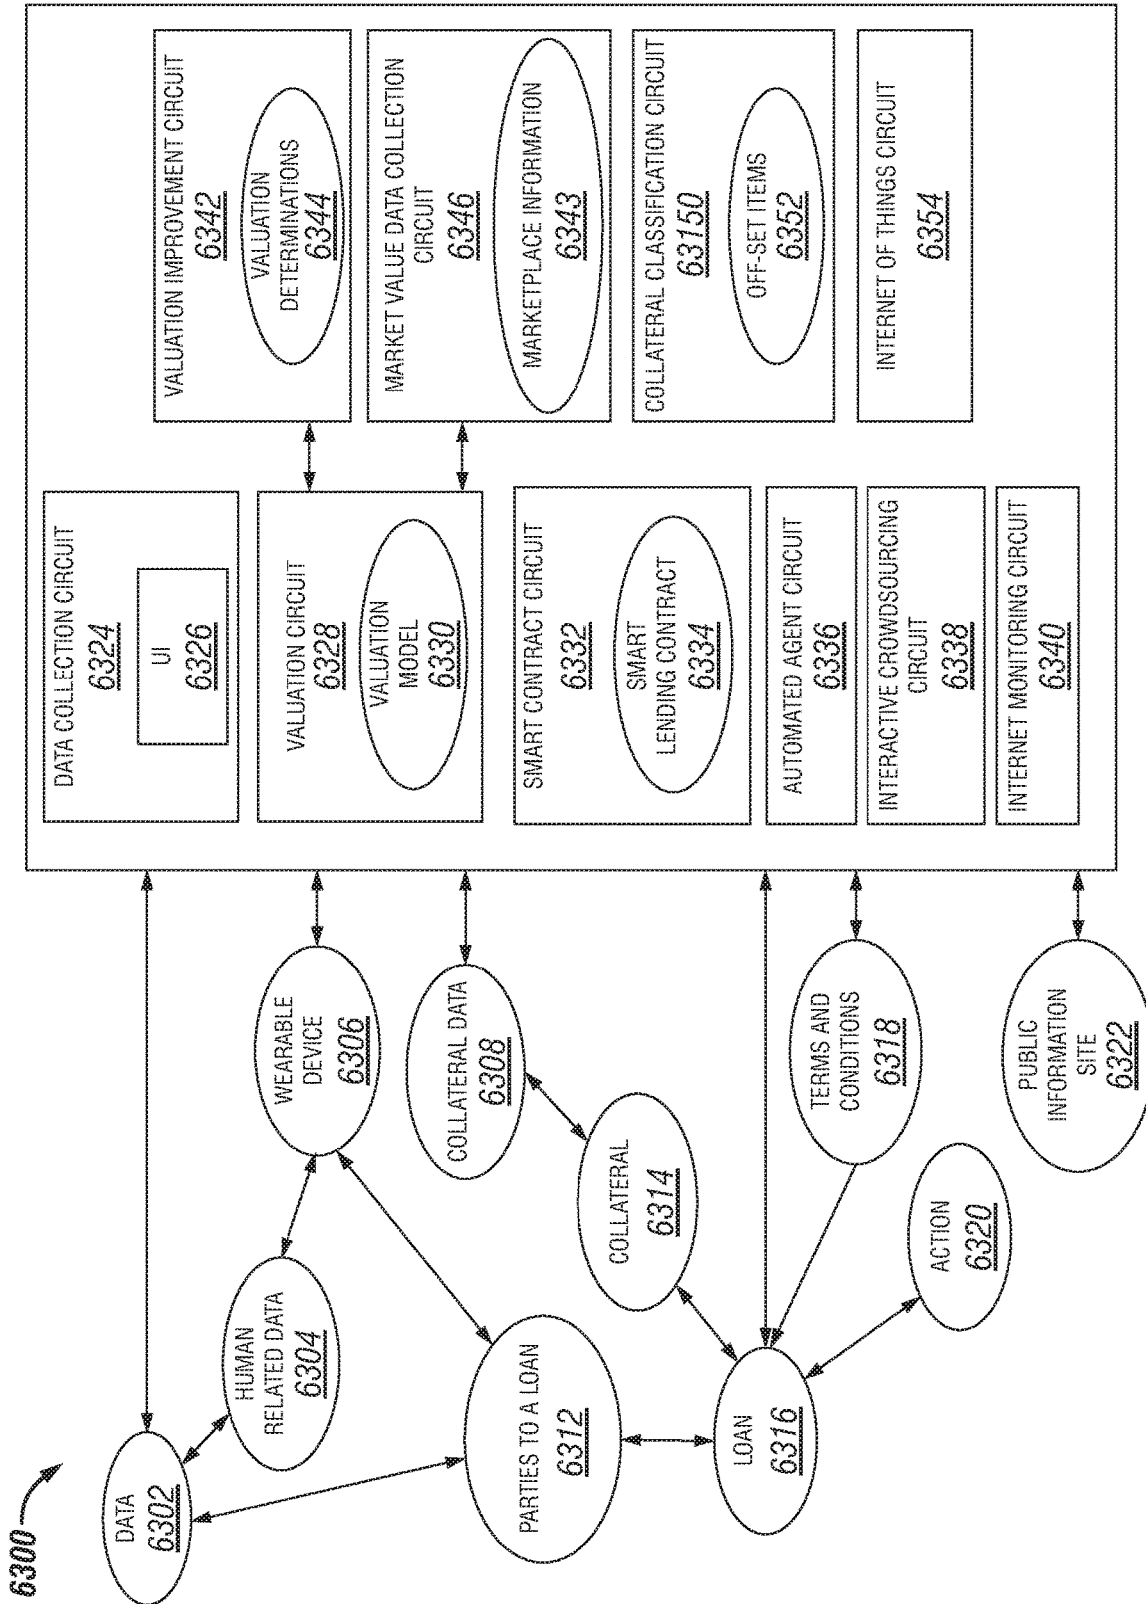 6300
DATA
6302
HUMAN
RELATED DATA
6304
WEARABLE
DEVICE
6306
COLLATERAL DATA
6308
PARTIES TO A LOAN
6312
COLLATERAL
6314
LOAN
6316
TERMS AND
CONDITIONS
6318
ACTION
6320
PUBLIC
INFORMATION
SITE
6322
DATA COLLECTION CIRCUIT
6324
UI
6326
VALUATION CIRCUIT
6328
VALUATION
MODEL
6330
SMART CONTRACT CIRCUIT
6332
SMART
LENDING CONTRACT
6334
AUTOMATED AGENT CIRCUIT
6336
INTERACTIVE CROWDSOURCING
CIRCUIT
6338
INTERNET MONITORING CIRCUIT
6340
VALUATION IMPROVEMENT CIRCUIT
6342
VALUATION
DETERMINATIONS
6344
MARKET VALUE DATA COLLECTION
CIRCUIT
6346
MARKETPLACE INFORMATION
6343
COLLATERAL CLASSIFICATION CIRCUIT
63150
OFF-SET ITEMS
6352
INTERNET OF THINGS CIRCUIT
6354